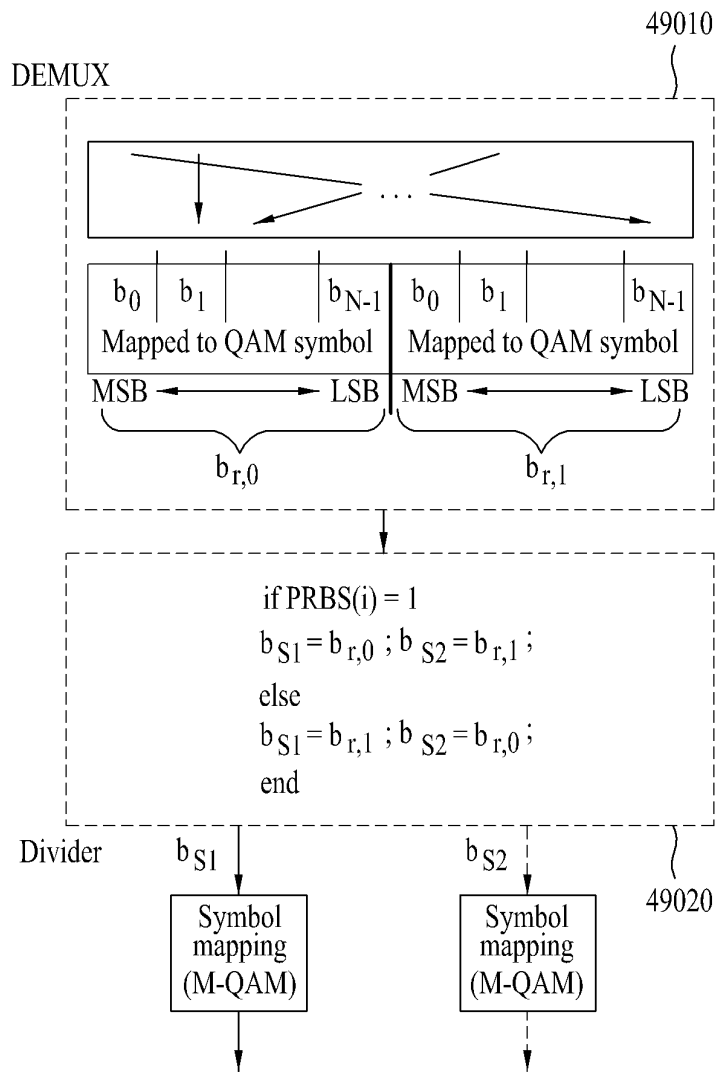 49010
DEMUX
...
b0 b1 bN-1 b0 b1 bN-1
Mapped to QAM symbol Mapped to QAM symbol
MSB LSB MSB LSB
br,0 br,1
if PRBS(i) = 1
bS1 = br,0 ; bS2 = br,1 ;
else
bS1 = br,1 ; bS2 = br,0 ;
end
Divider bS1 bS2
49020
Symbol mapping (M-QAM)
Symbol mapping (M-QAM)